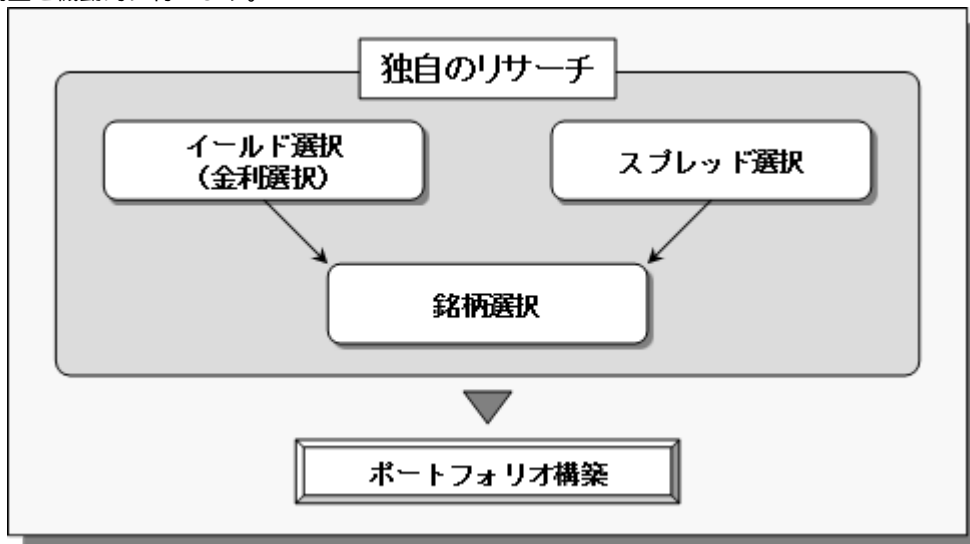 独自のリサーチ
イールド選択
(金利選択)
スプレッド選択
銘柄選択
ポートフォリオ構築